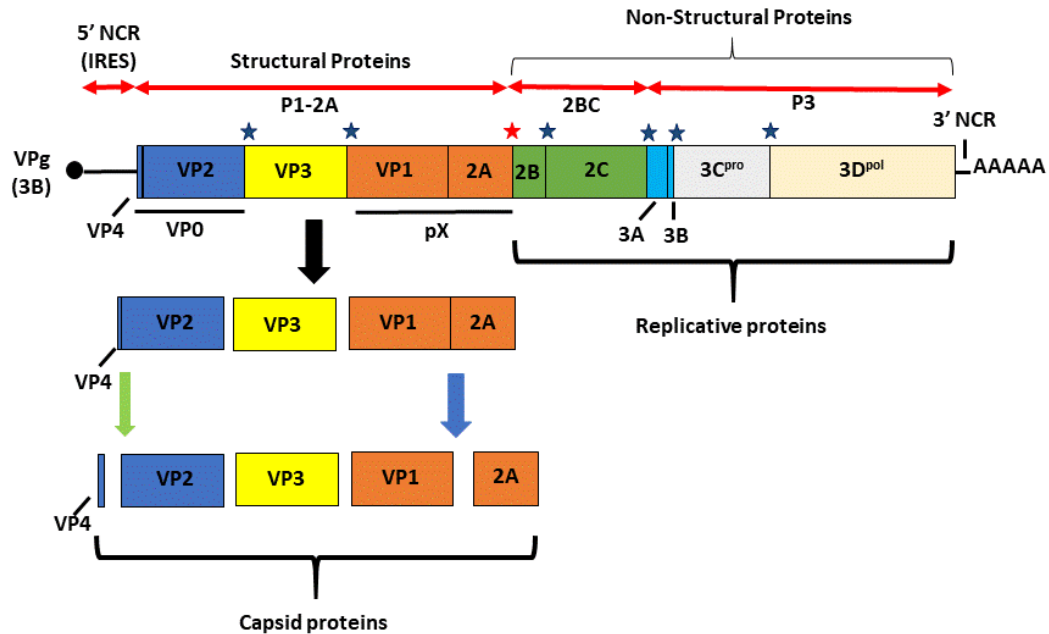 Non-Structural Proteins
5’ NCR
(IRES)
Structural Proteins
P1-2A
2BC
P3
3’ NCR
VPg
(3B)
VP2
VP3
VP1
2A
2B
2C
3Cpro
3Dpol
AAAAA
VP4
VP0
pX
3A
3B
VP2
VP3
VP1
2A
Replicative proteins
VP4
VP2
VP3
VP1
2A
VP4
Capsid proteins